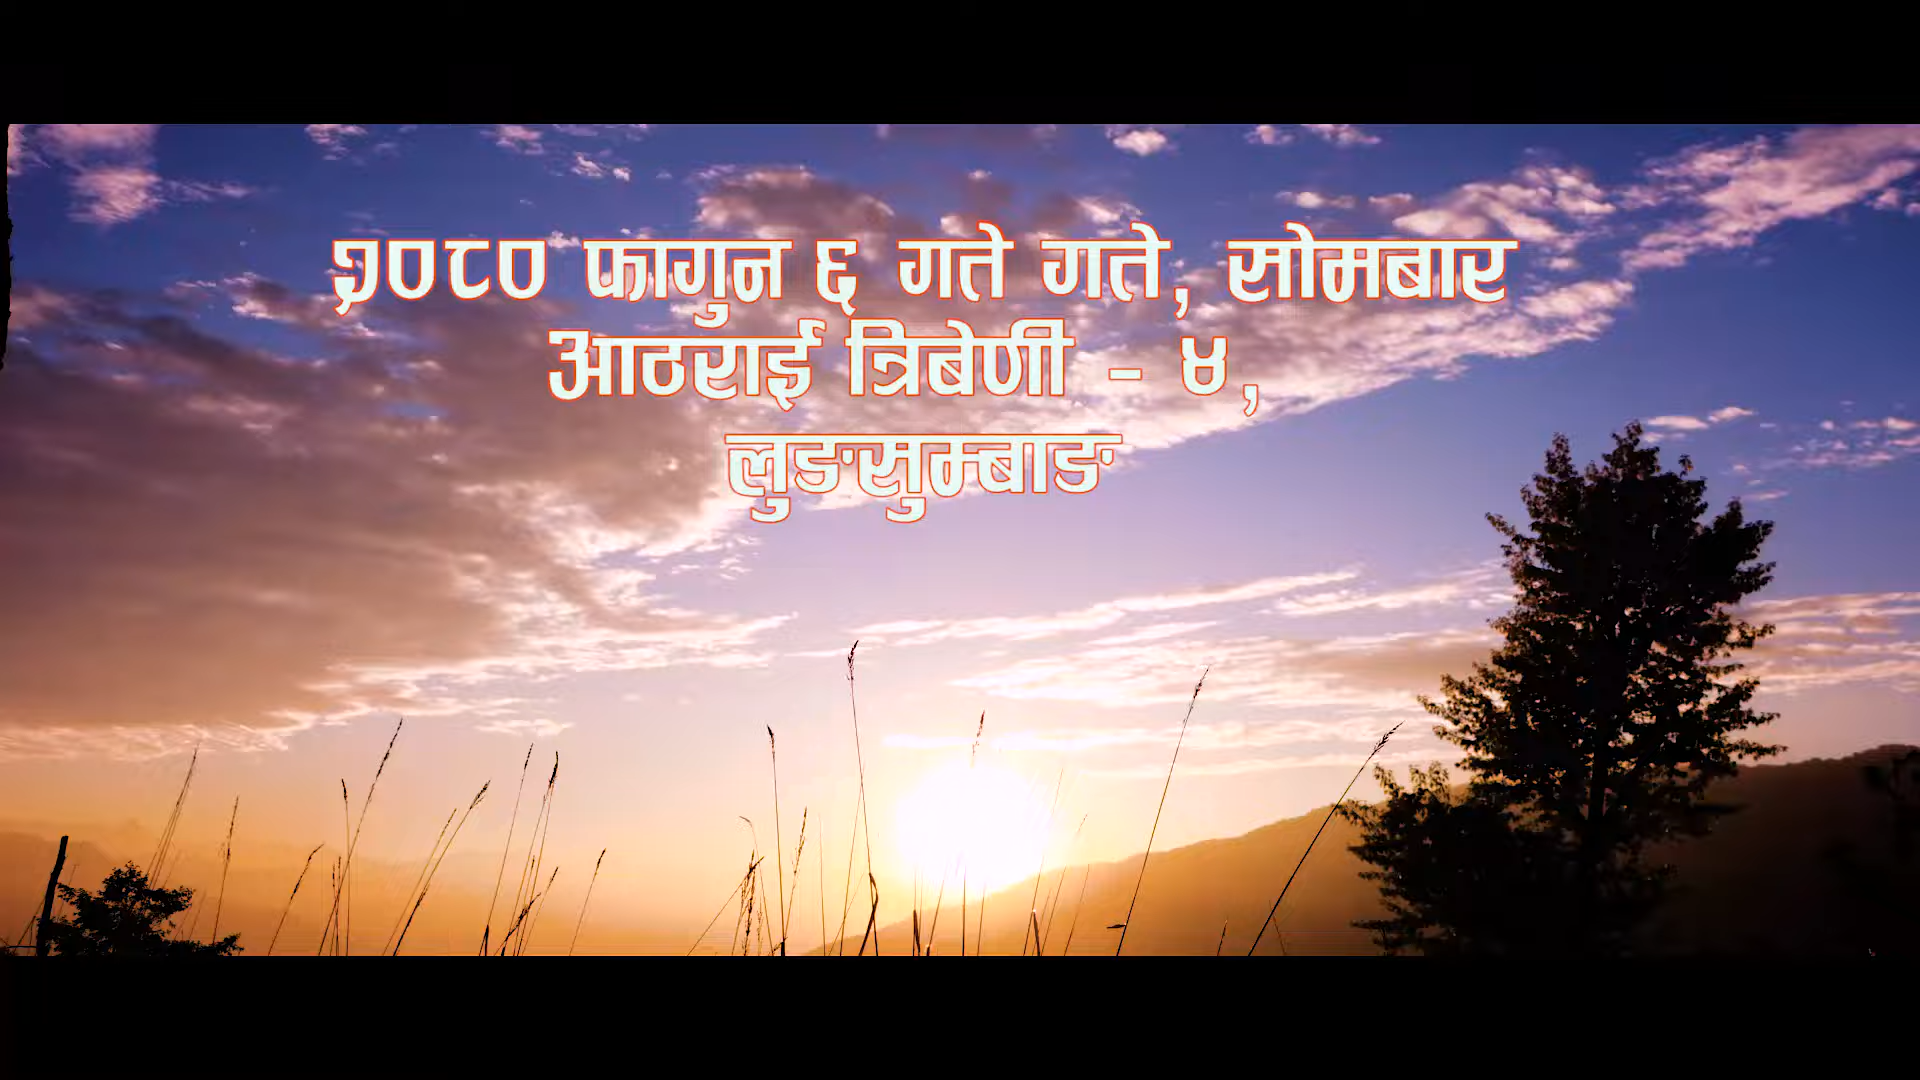 २०८० फागुन ६ गते गते, सोमबार
आठराई त्रिबेणी - ४,
लुङसुम्बाङ